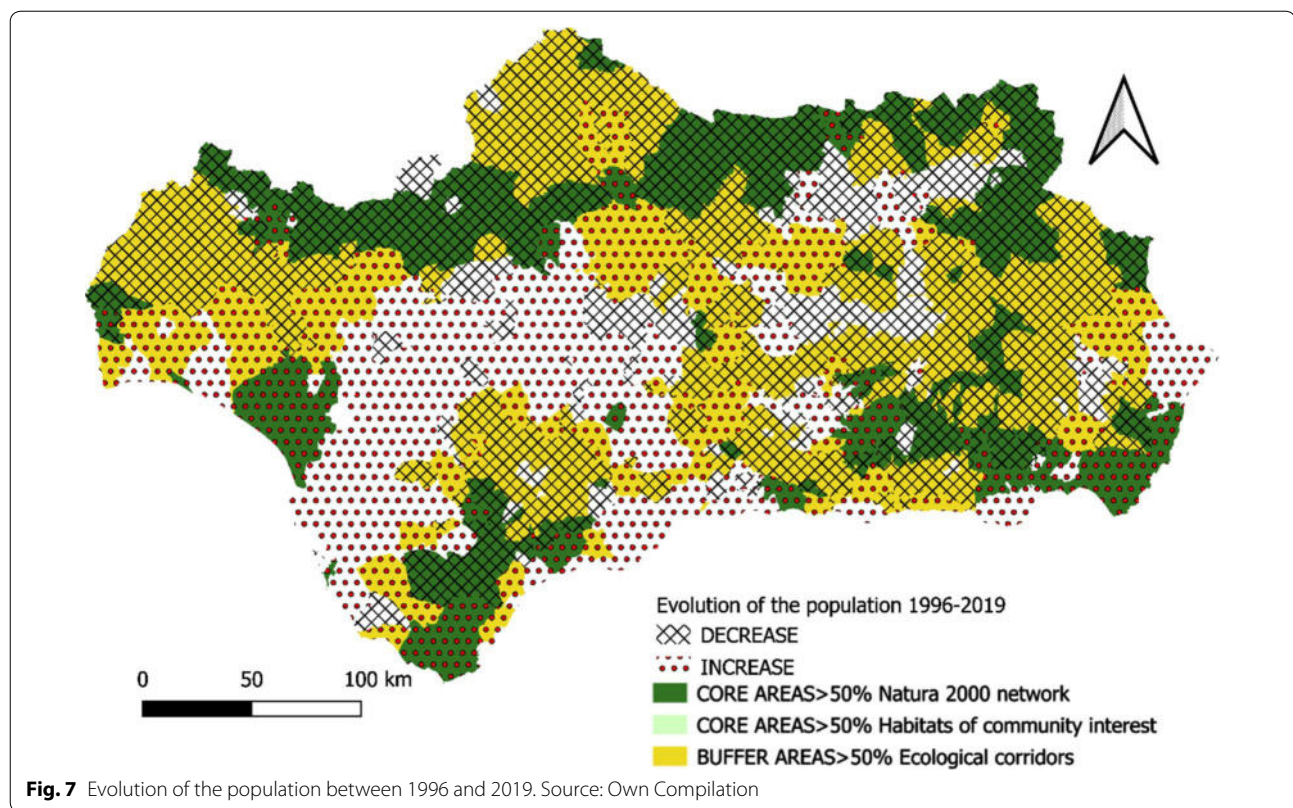 Evolution of the population 1996-2019
DECREASE
INCREASE
CORE AREAS>50% Natura 2000 network
CORE AREAS>50% Habitats of community interest
BUFFER AREAS>50% Ecological corridors
0 50 100 km
Fig. 7 Evolution of the population between 1996 and 2019. Source: Own Compilation